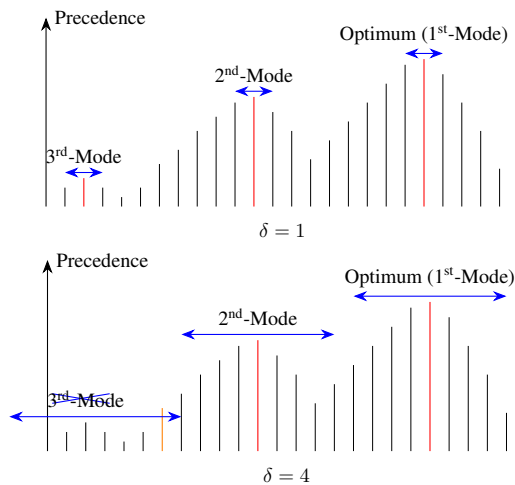 Precedence
Optimum (1st-Mode)
2nd-Mode
3rd-Mode
δ = 1
Precedence
Optimum (1st-Mode)
2nd-Mode
3rd-Mode
δ = 4